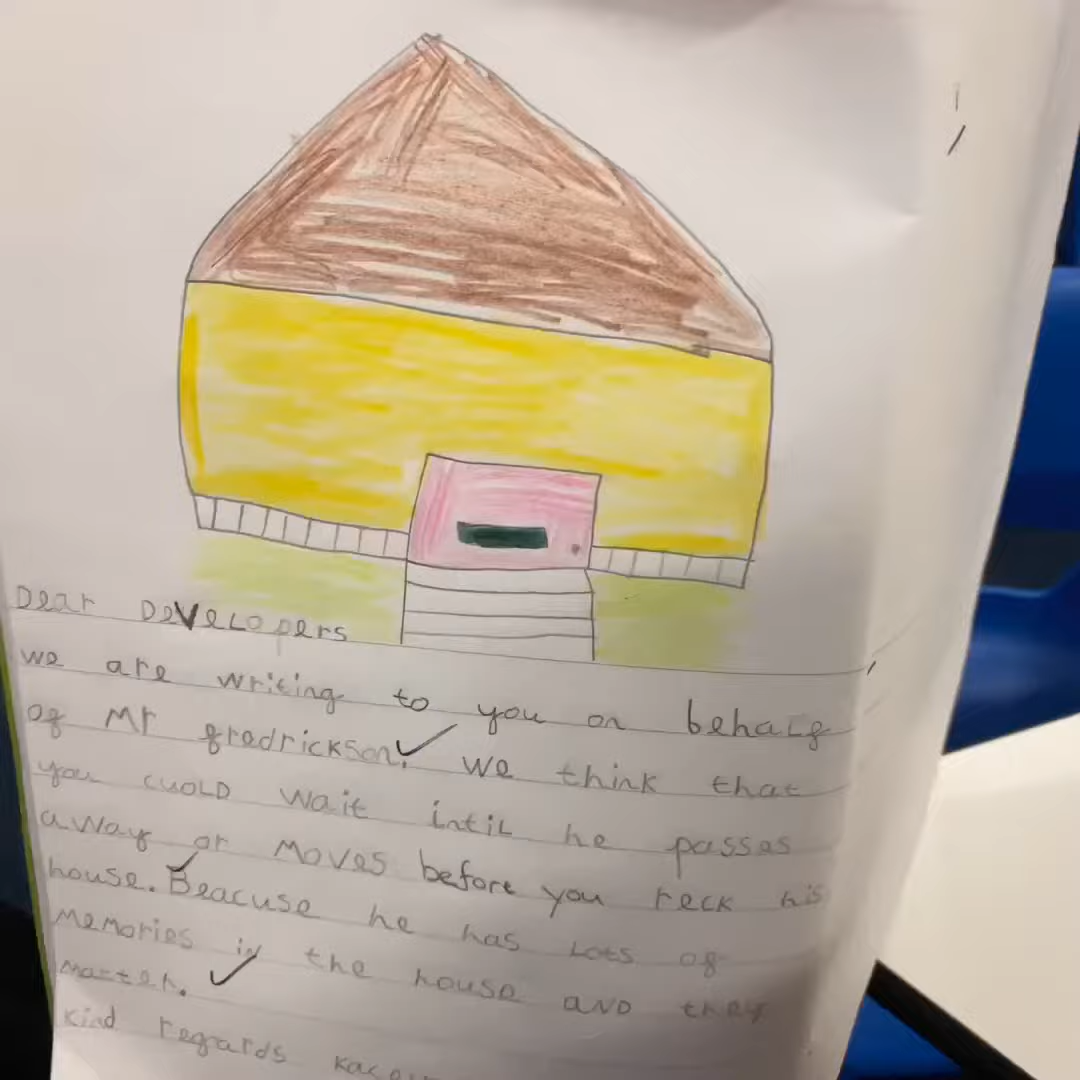 Dear Developers
we are writing to you on behalf
of Mr fredrickson. We think that
you cuold wait intil he passes
away or moves before you reck his
house. Beacuse he has lots of
memories in the house and they
matter.
kind regards